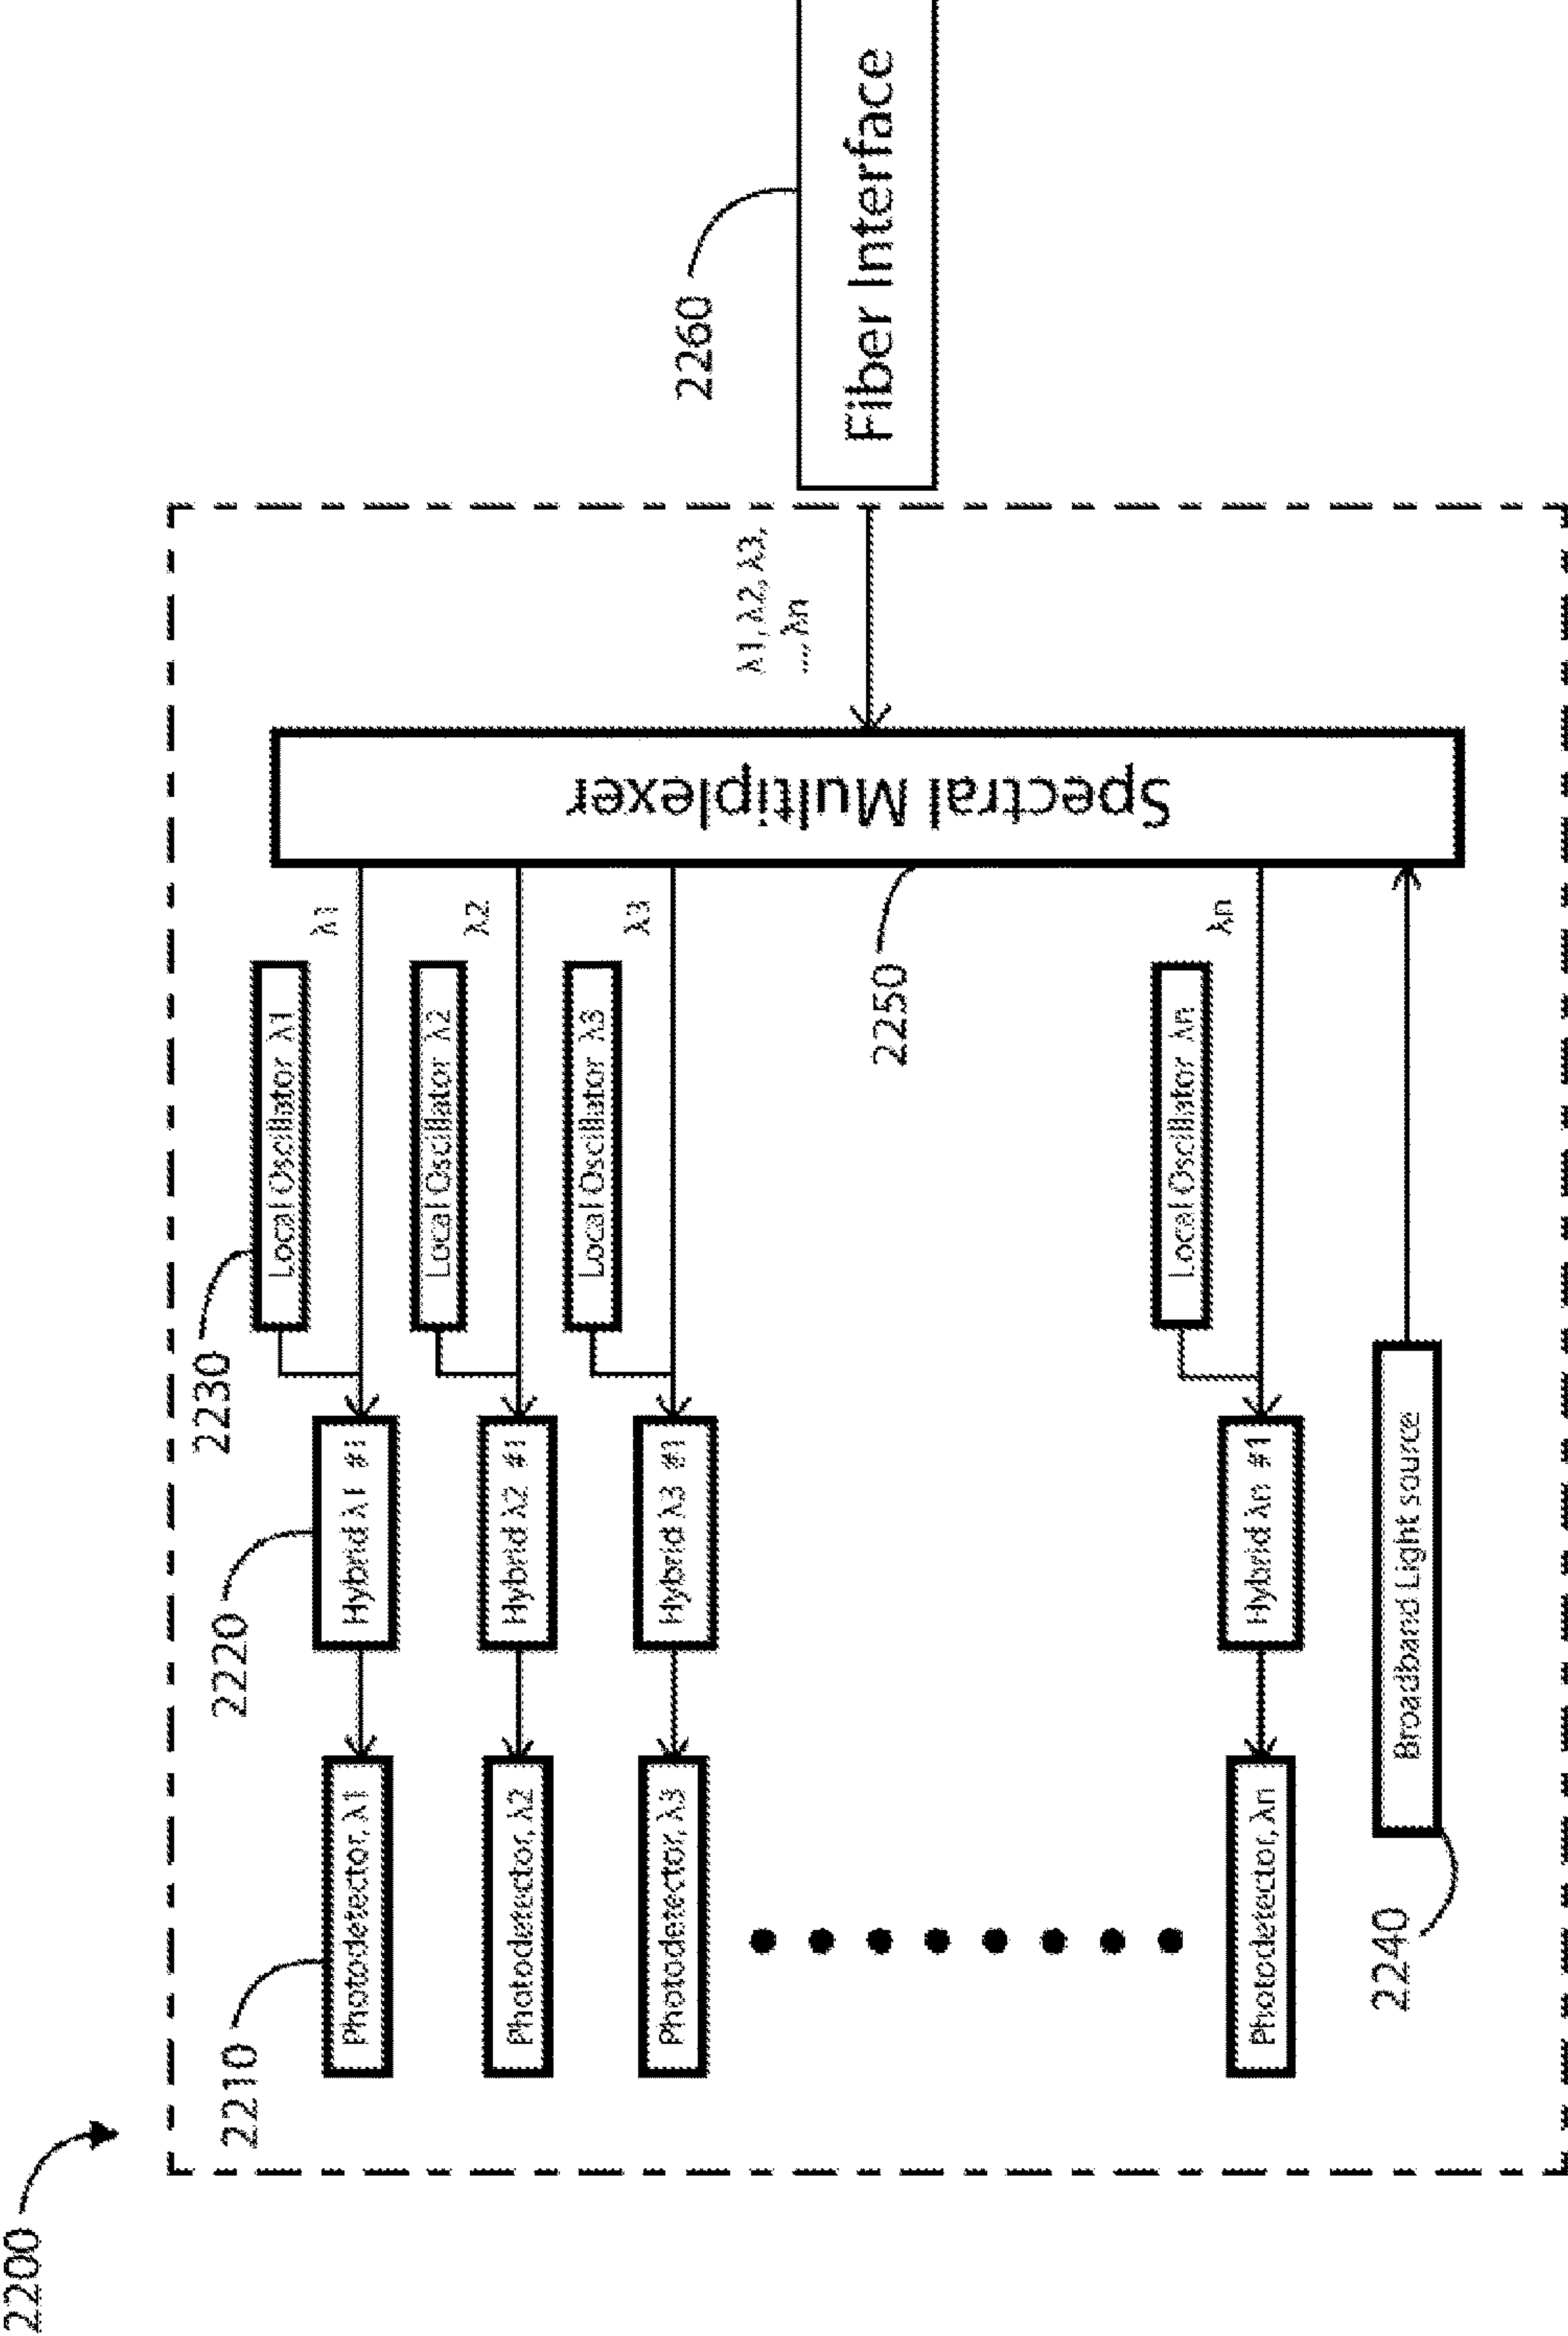 2200
2210
2220
2230
Photodetector, λ1
Hybrid λ1 #1
Local Oscillator λ1
λ1
Photodetector, λ2
Hybrid λ2 #1
Local Oscillator λ2
λ2
Photodetector, λ3
Hybrid λ3 #1
Local Oscillator λ3
λ3
Spectral Multiplexer
λ1, λ2, λ3,
..., λn
2260
Fiber Interface
2250
Photodetector, λn
Hybrid λn #1
Local Oscillator λn
λn
Broadband Light source
2240